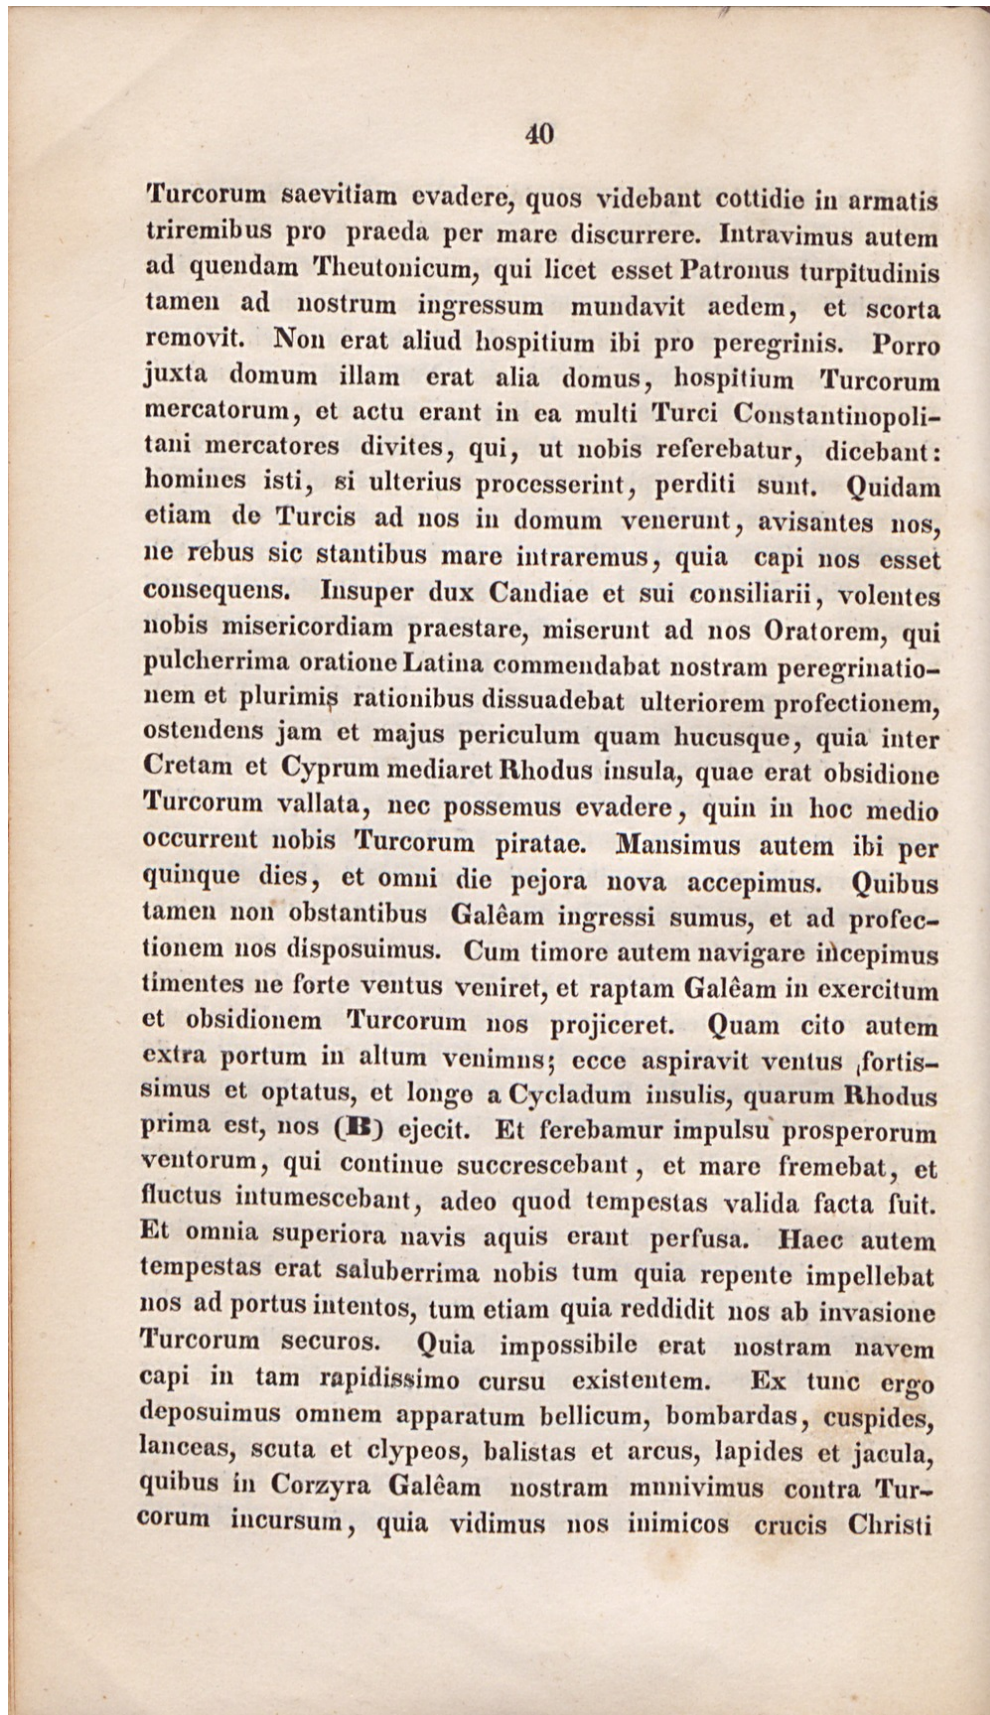 40
Turcorum saevitiam evadere, quos videbant cottidie in armatis
triremibus pro praeda per mare discurrere. Intravimus autem
ad quendam Theutonicum, qui licet esset Patronus turpitudinis
tamen ad nostrum ingressum mundavit aedem, et scorta
removit. Non erat aliud hospitium ibi pro peregrinis. Porro
juxta domum illam erat alia domus, hospitium Turcorum
mercatorum, et actu erant in ea multi Turci Constantinopoli-
tani mercatores divites, qui, ut nobis referebatur, dicebant:
homines isti, si ulterius processerint, perditi sunt. Quidam
etiam de Turcis ad nos in domum venerunt, avisantes nos,
ne rebus sic stantibus mare intraremus, quia capi nos esset
consequens. Insuper dux Candiae et sui consiliarii, volentes
nobis misericordiam praestare, miserunt ad nos Oratorem, qui
pulcherrima oratione Latina commendabat nostram peregrinatio-
nem et plurimis rationibus dissuadebat ulteriorem profectionem,
ostendens jam et majus periculum quam hucusque, quia inter
Cretam et Cyprum mediaret Rhodus insula, quae erat obsidione
Turcorum vallata, nec possemus evadere, quin in hoc medio
occurrent nobis Turcorum piratae. Mansimus autem ibi per
quinque dies, et omni die pejora nova accepimus. Quibus
tamen non obstantibus Galêam ingressi sumus, et ad profec-
tionem nos disposuimus. Cum timore autem navigare incepimus
timentes ne forte ventus veniret, et raptam Galêam in exercitum
et obsidionem Turcorum nos projiceret. Quam cito autem
extra portum in altum venimns; ecce aspiravit ventus fortis-
simus et optatus, et longe a Cycladum insulis, quarum Rhodus
prima est, nos (B) ejecit. Et ferebamur impulsu prosperorum
ventorum, qui continue succrescebant, et mare fremebat, et
fluctus intumescebant, adeo quod tempestas valida facta fuit.
Et omnia superiora navis aquis erant perfusa. Haec autem
tempestas erat saluberrima nobis tum quia repente impellebat
nos ad portus intentos, tum etiam quia reddidit nos ab invasione
Turcorum securos. Quia impossibile erat nostram navem
capi in tam rapidissimo cursu existentem. Ex tunc ergo
deposuimus omnem apparatum bellicum, bombardas, cuspides,
lanceas, scuta et clypeos, balistas et arcus, lapides et jacula,
quibus in Corzyra Galêam nostram mnnivimus contra Tur-
corum incursum, quia vidimus nos inimicos crucis Christi